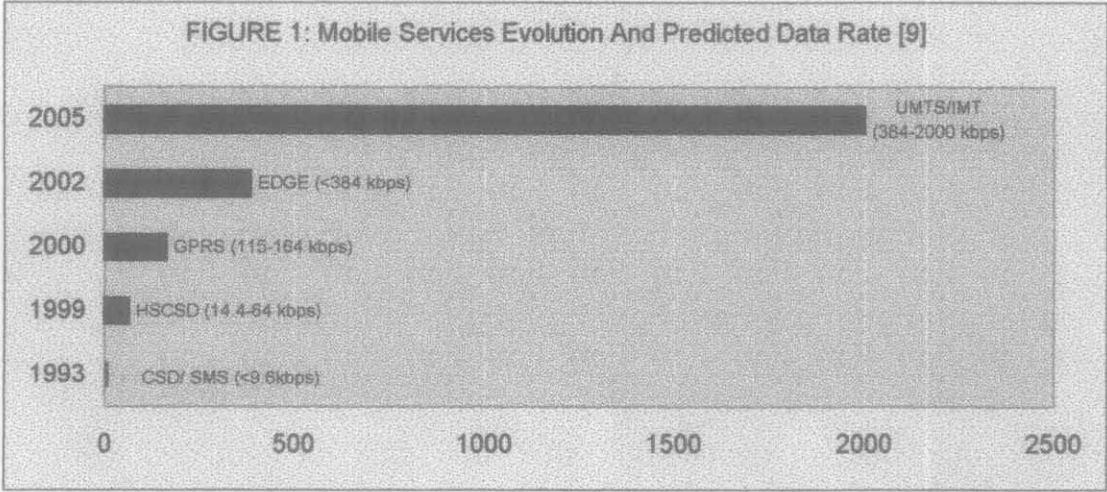 FIGURE 1: Mobile Services Evolution And Predicted Data Rate [9]
2005
UMTS/IMT
(384-2000 kbps)
2002
EDGE (<384 kbps)
2000
GPRS (115-164 kbps)
1999
HSCSD (14.4-64 kbps)
1993
CSD/ SMS (<9.6kbps)
0 500 1000 1500 2000 2500